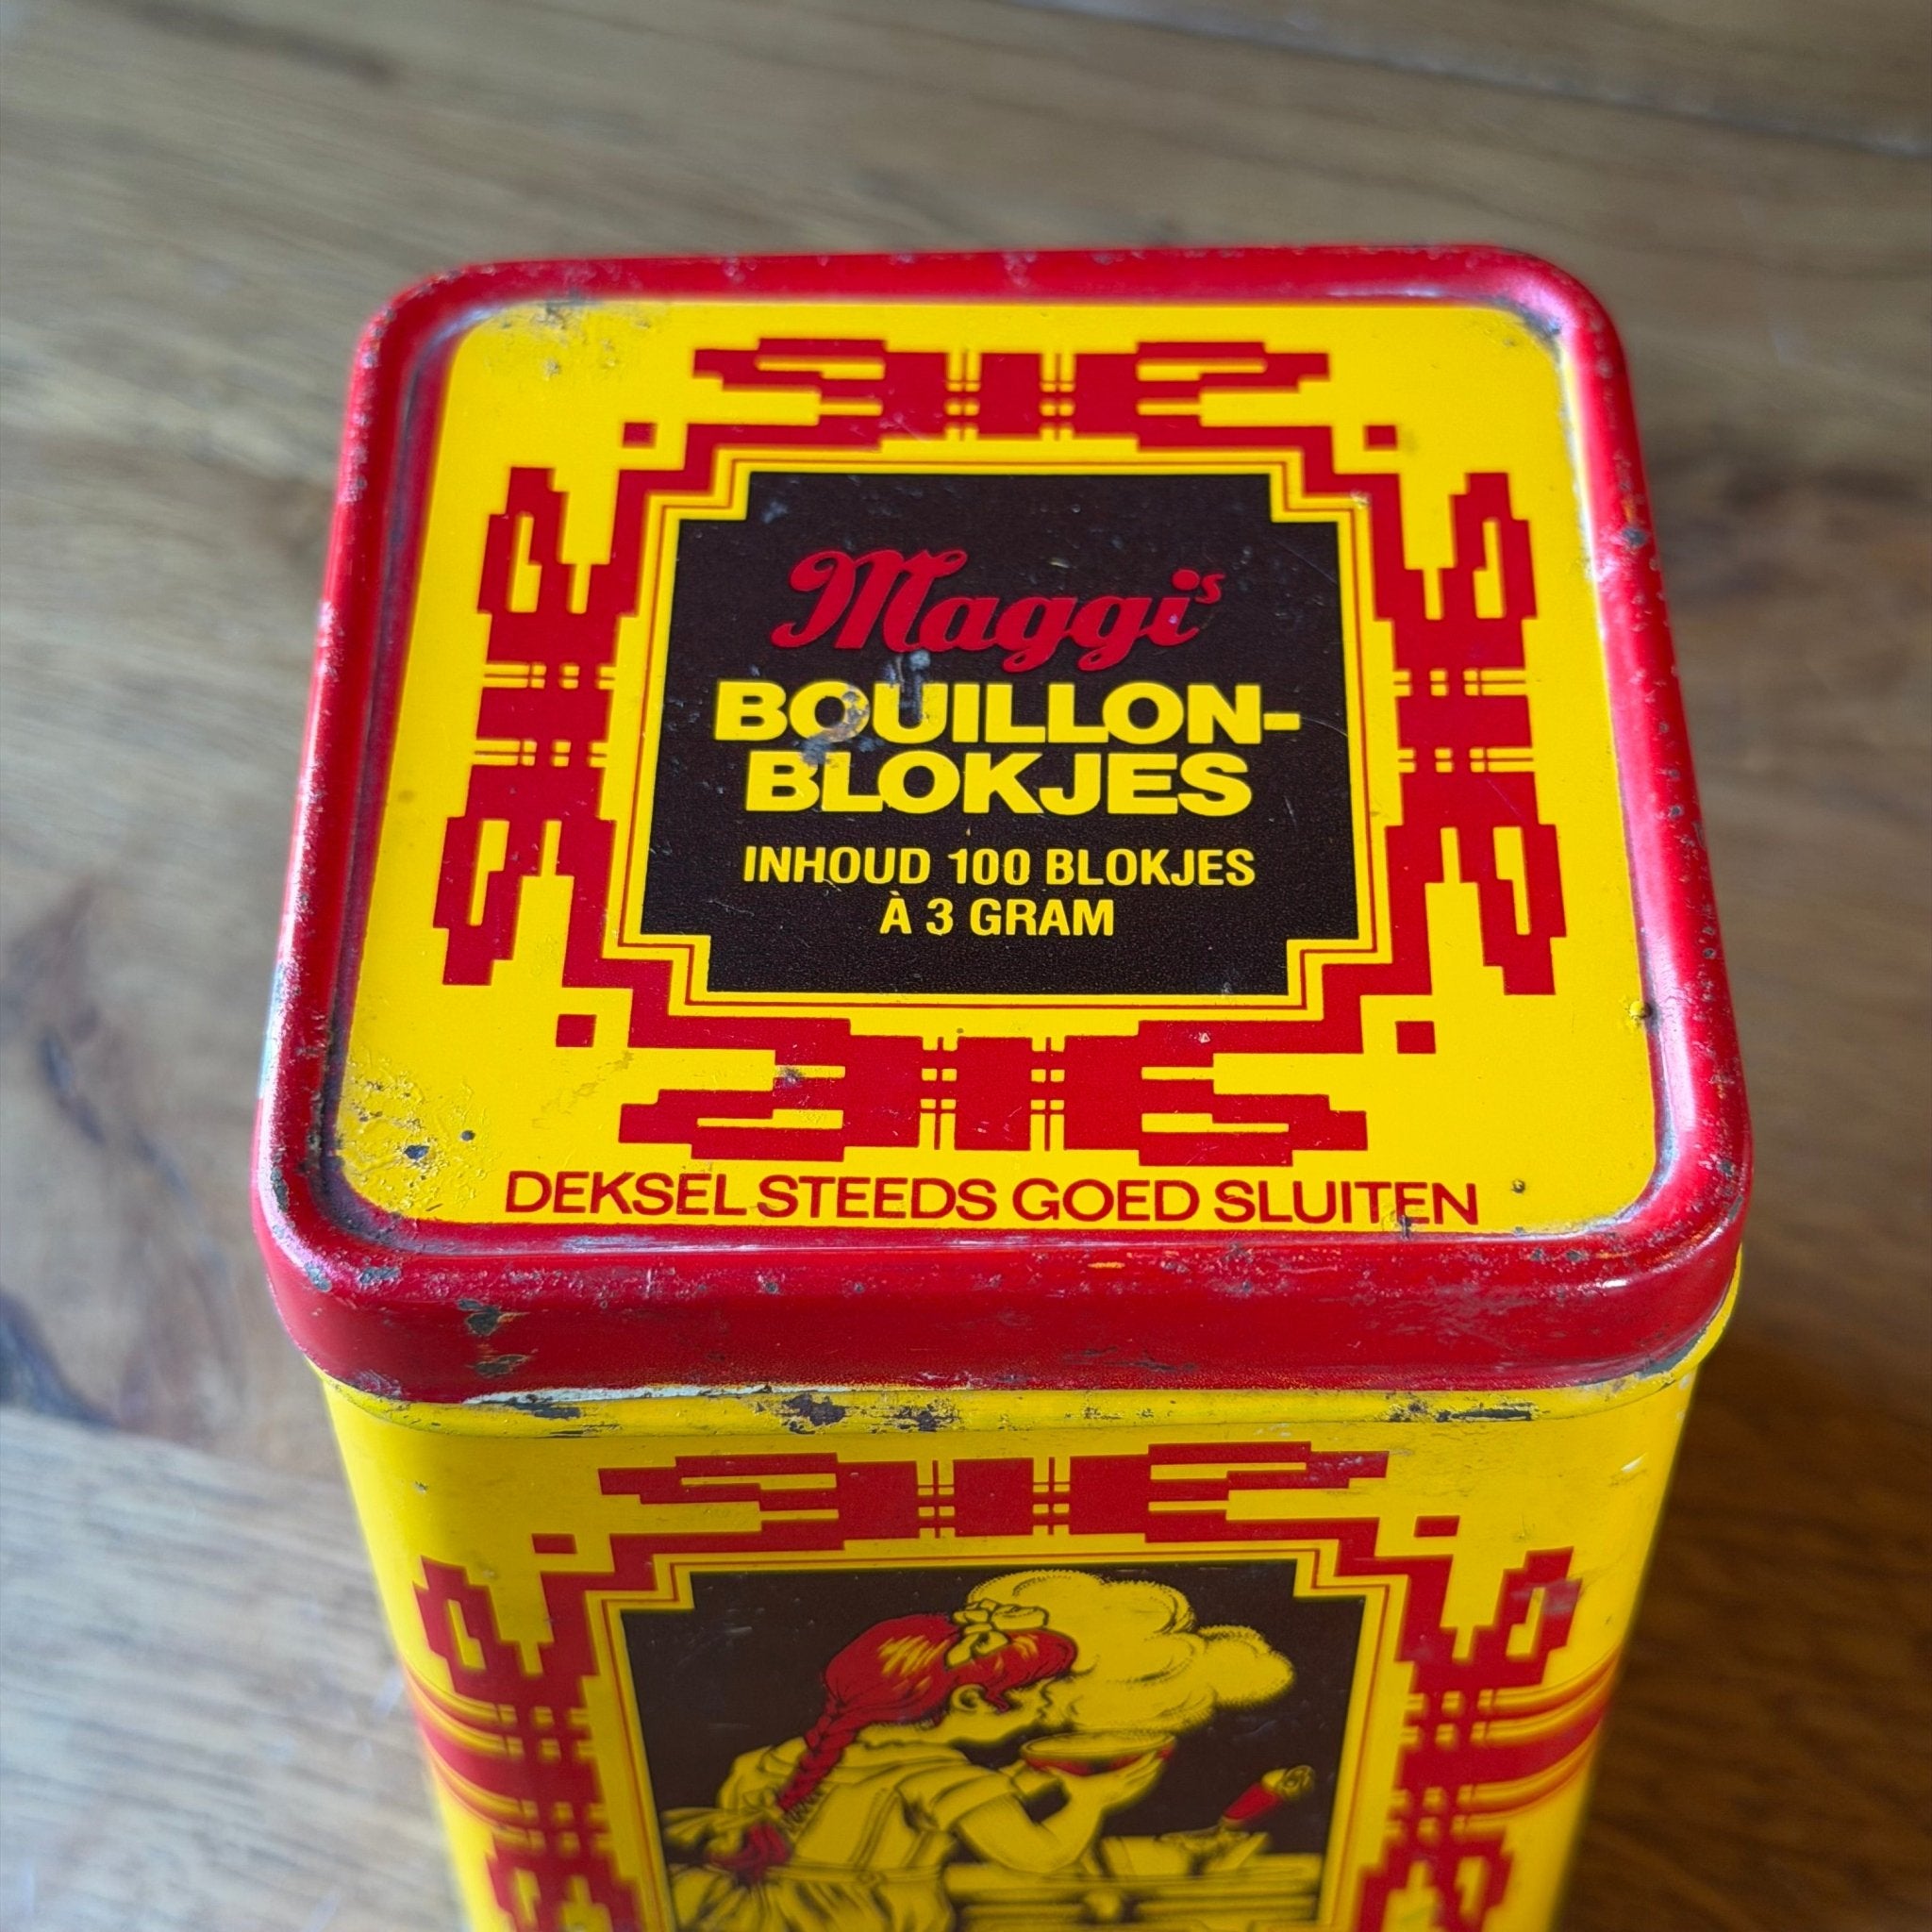 Maggi's
BOUILLON-
BLOKJES
INHOUD 100 BLOKJES
À 3 GRAM
DEKSEL STEEDS GOED SLUITEN